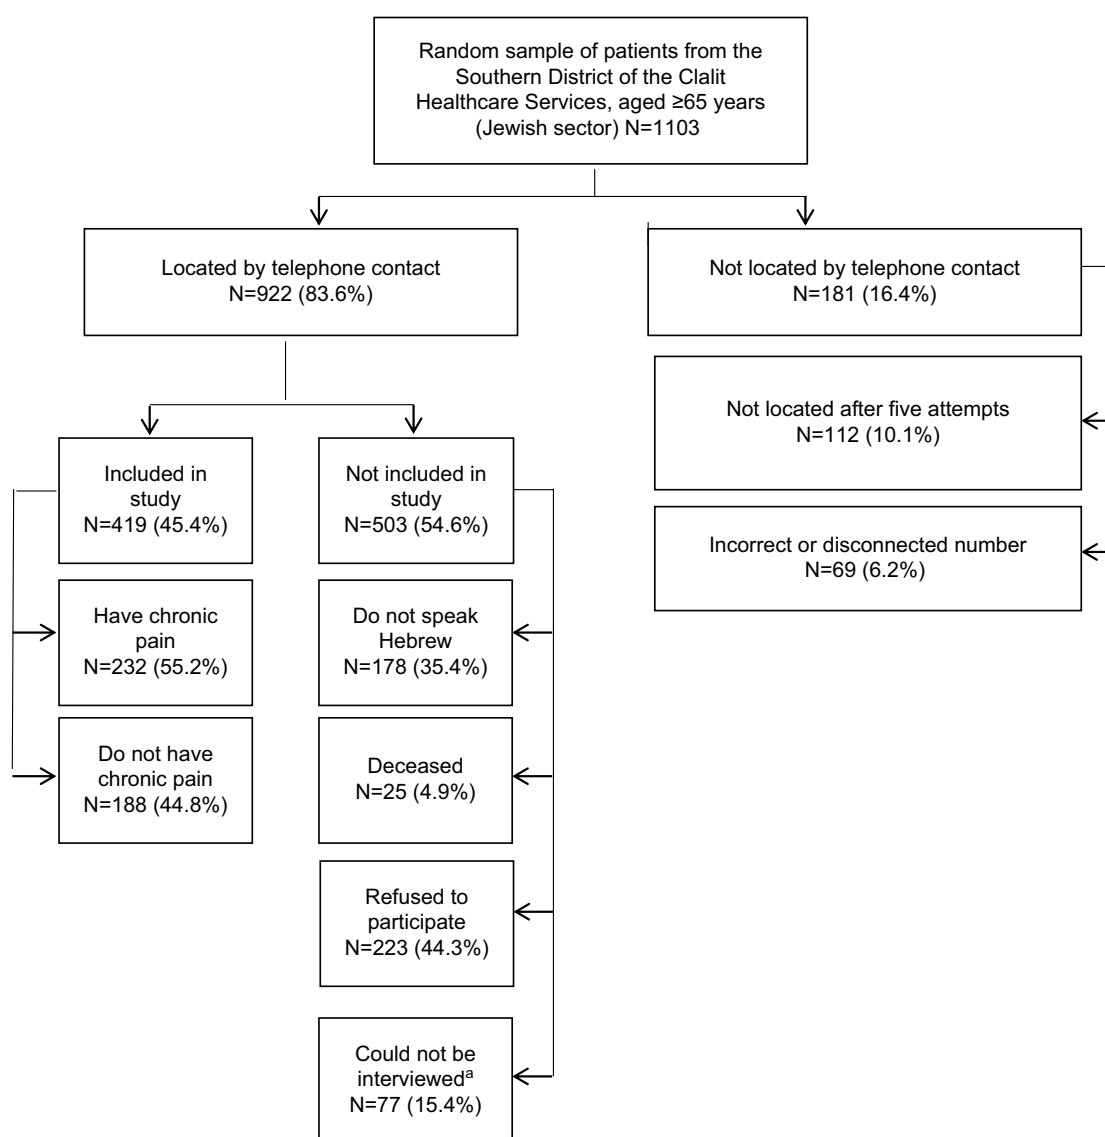 Random sample of patients from the
Southern District of the Clalit
Healthcare Services, aged ≥65 years
(Jewish sector) N=1103
Located by telephone contact
N=922 (83.6%)
Not located by telephone contact
N=181 (16.4%)
Not located after five attempts
N=112 (10.1%)
Incorrect or disconnected number
N=69 (6.2%)
Included in
study
N=419 (45.4%)
Not included in
study
N=503 (54.6%)
Have chronic
pain
N=232 (55.2%)
Do not have
chronic pain
N=188 (44.8%)
Do not speak
Hebrew
N=178 (35.4%)
Deceased
N=25 (4.9%)
Refused to
participate
N=223 (44.3%)
Could not be
interviewedᵃ
N=77 (15.4%)